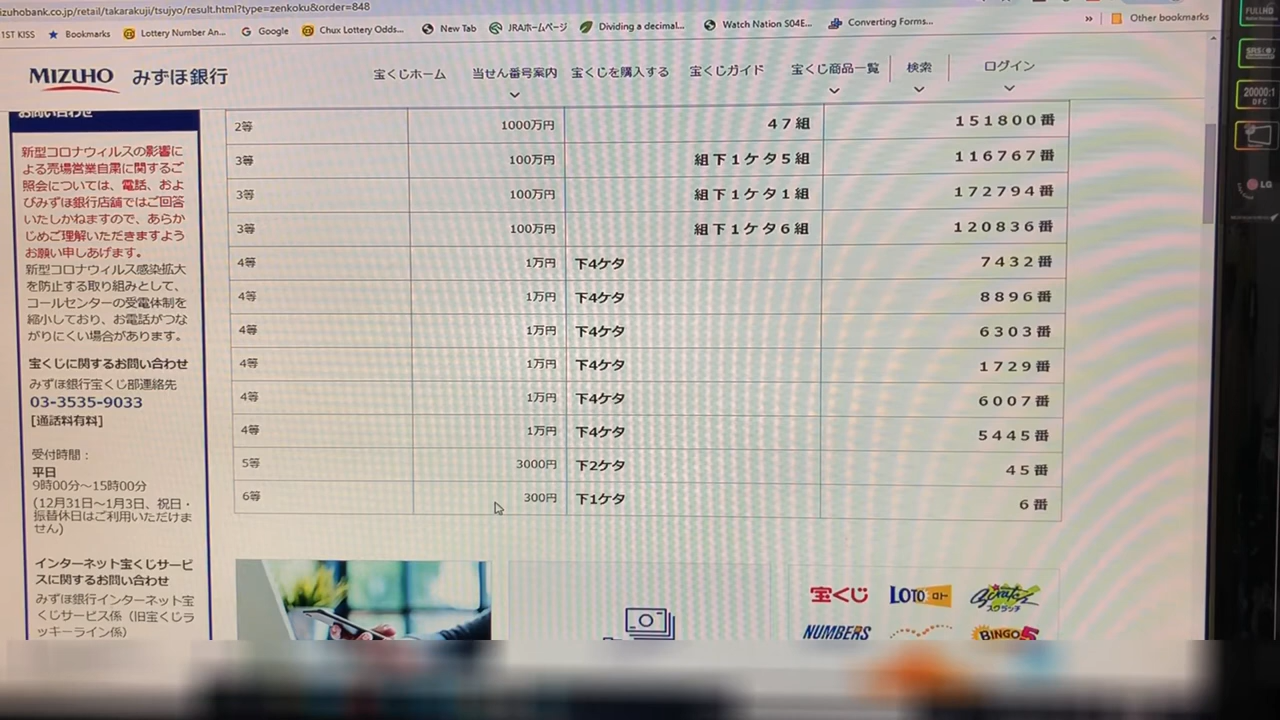 izuhobank.co.jp/retail/takarakuji/tsujyo/result.html?type=zenkoku&order=848
1ST KISS Bookmarks Lottery Number An... Google Chux Lottery Odds... New Tab JRAホームページ Dividing a decimal... Watch Nation S04E... Converting Forms... » Other bookmarks
MIZUHO みずほ銀行 宝くじホーム 当せん番号案内 宝くじを購入する 宝くじガイド 宝くじ商品一覧 検索 ログイン
お問い合わせ
新型コロナウィルスの影響に
よる売場営業自粛に関するご
照会については、電話、およ
びみずほ銀行店舗ではご回答
いたしかねますので、あらか
じめご理解いただきますよう
お願い申しあげます。
新型コロナウィルス感染拡大
を防止する取り組みとして、
コールセンターの受電体制を
縮小しており、お電話がつな
がりにくい場合があります。
宝くじに関するお問い合わせ
みずほ銀行宝くじ部連絡先
03-3535-9033
[通話料有料]
受付時間：
平日
9時00分～15時00分
(12月31日～1月3日、祝日・
振替休日はご利用いただけま
せん)
インターネット宝くじサービ
スに関するお問い合わせ
みずほ銀行インターネット宝
くじサービス係（旧宝くじラ
ッキーライン係）
2等 1000万円 47組 151800番
3等 100万円 組下1ケタ5組 116767番
3等 100万円 組下1ケタ1組 172794番
3等 100万円 組下1ケタ6組 120836番
4等 1万円 下4ケタ 7432番
4等 1万円 下4ケタ 8896番
4等 1万円 下4ケタ 6303番
4等 1万円 下4ケタ 1729番
4等 1万円 下4ケタ 6007番
4等 1万円 下4ケタ 5445番
5等 3000円 下2ケタ 45番
6等 300円 下1ケタ 6番
宝くじ LOTO ロト Scratch スクラッチ
NUMBERS BINGO5
FULLHD
SRS
20000:1
DFC
LG